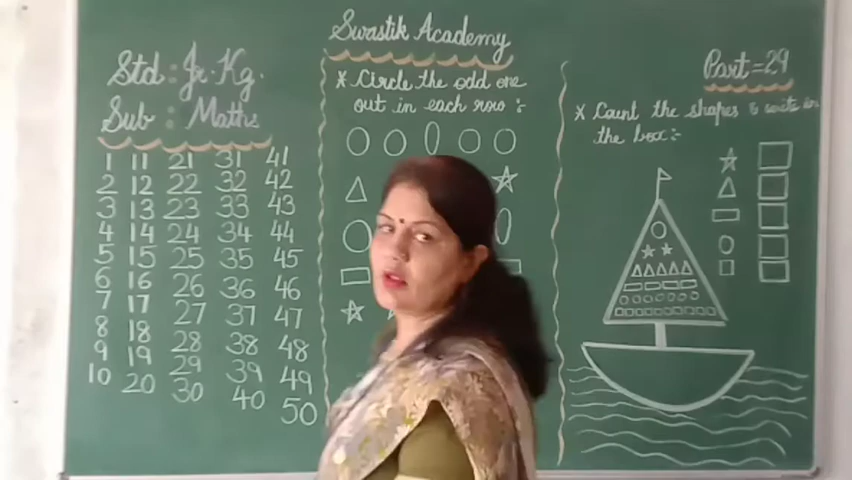 Swastik Academy
Std : Jr. Kg.
Sub : Maths
1 11 21 31 41
2 12 22 32 42
3 13 23 33 43
4 14 24 34 44
5 15 25 35 45
6 16 26 36 46
7 17 27 37 47
8 18 28 38 48
9 19 29 39 49
10 20 30 40 50
* Circle the odd one
out in each row :-
Part=29
* Count the shapes & write in
the box :-